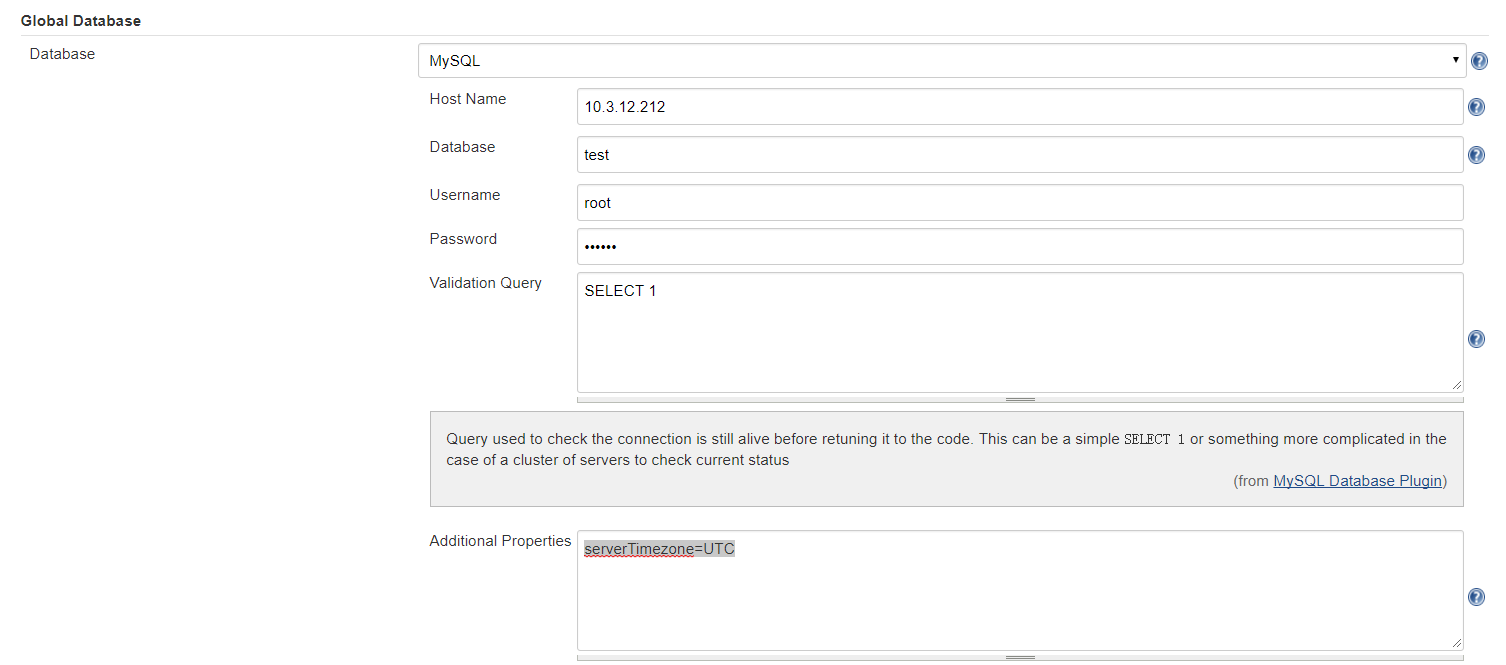 Global Database
Database
MySQL
Host Name
10.3.12.212
Database
test
Username
root
Password
••••••
Validation Query
SELECT 1
Query used to check the connection is still alive before retuning it to the code. This can be a simple SELECT 1 or something more complicated in the
case of a cluster of servers to check current status
(from MySQL Database Plugin)
Additional Properties
serverTimezone=UTC